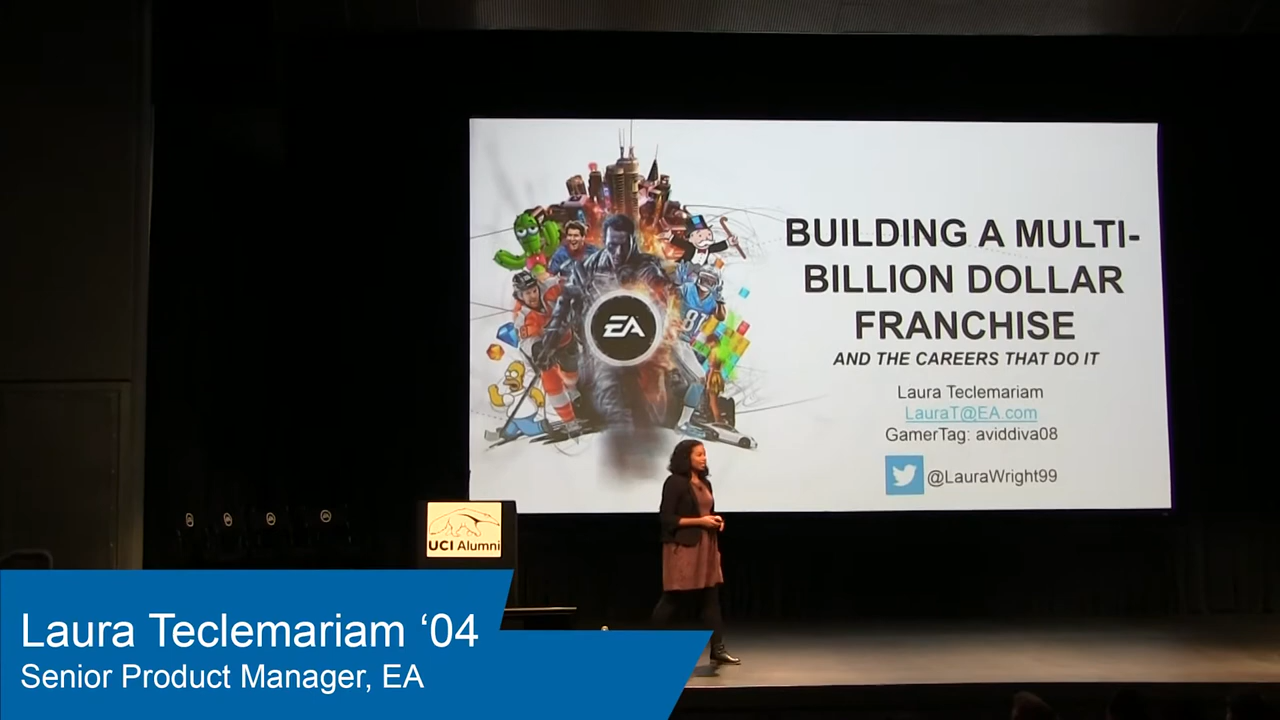 BUILDING A MULTI-
BILLION DOLLAR
FRANCHISE
AND THE CAREERS THAT DO IT
Laura Teclemariam
LauraT@EA.com
GamerTag: aviddiva08
@LauraWright99
EA
81
UCI Alumni
Laura Teclemariam ‘04
Senior Product Manager, EA